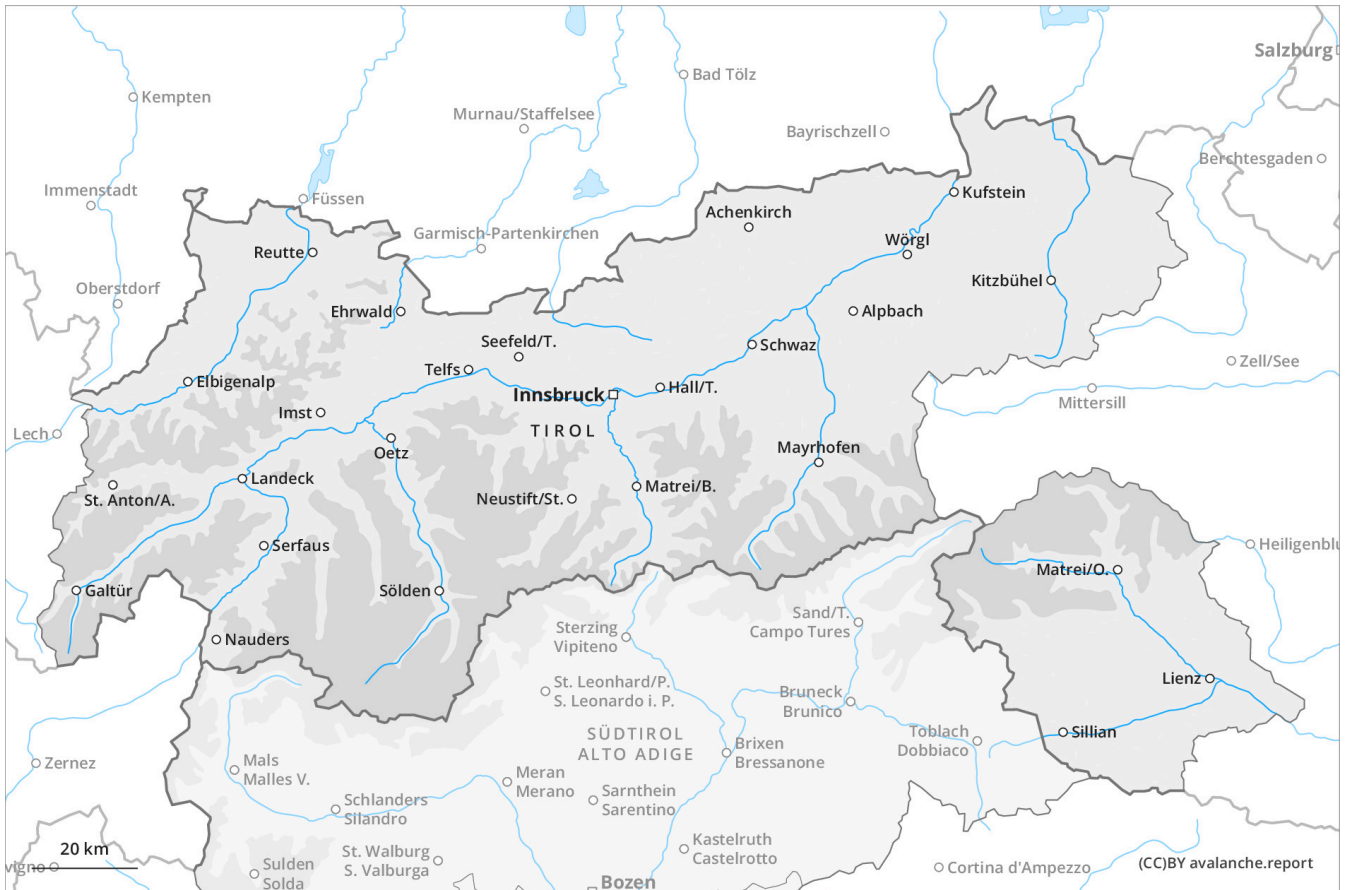 Salzburg
Bad Tölz
Kempten
Murnau/Staffelsee
Bayrischzell
Berchtesgaden
Immenstadt
Füssen
Kufstein
Achenkirch
Garmisch-Partenkirchen
Wörgl
Reutte
Kitzbühel
Oberstdorf
Ehrwald
Alpbach
Seefeld/T.
Schwaz
Zell/See
Telfs
Elbigenalp
Hall/T.
Innsbruck
Mittersill
Imst
TIROL
Lech
Mayrhofen
Oetz
Landeck
Matrei/B.
St. Anton/A.
Neustift/St.
Serfaus
Heiligenblu
Matrei/O.
Galtür
Sölden
Sand/T.
Campo Tures
Sterzing
Vipiteno
Nauders
Lienz
St. Leonhard/P.
S. Leonardo i. P.
Bruneck
Brunico
Sillian
SÜDTIROL
ALTO ADIGE
Toblach
Dobbiaco
Brixen
Bressanone
Zernez
Mals
Malles V.
Meran
Merano
Sarnthein
Sarentino
Schlanders
Silandro
Kastelruth
Castelrotto
20 km
St. Walburg
S. Valburga
vigno
Sulden
Solda
Cortina d'Ampezzo
(CC)BY avalanche.report
Bozen